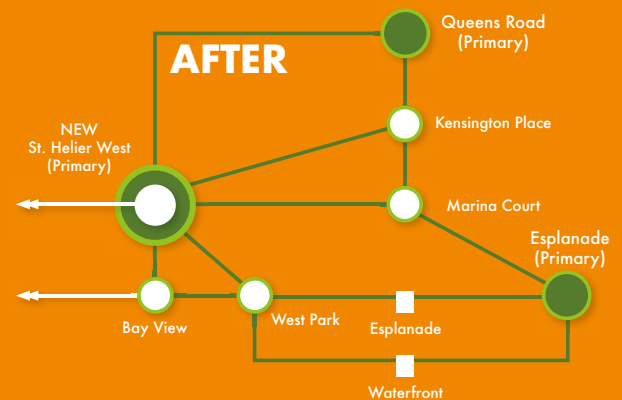 Queens Road
(Primary)
AFTER
Kensington Place
NEW
St. Helier West
(Primary)
Marina Court
Esplanade
(Primary)
Bay View
West Park
Esplanade
Waterfront